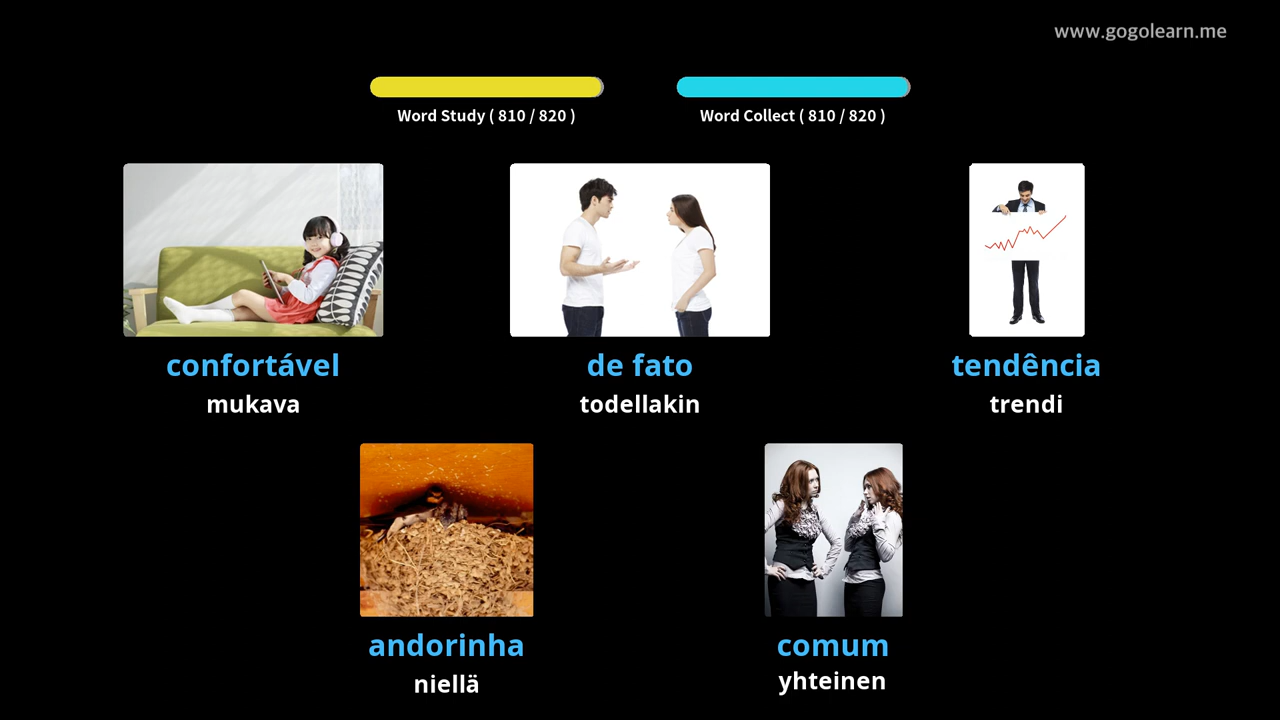 www.gogolearn.me
Word Study ( 810 / 820 )
Word Collect ( 810 / 820 )
confortável
mukava
de fato
todellakin
tendência
trendi
andorinha
niellä
comum
yhteinen